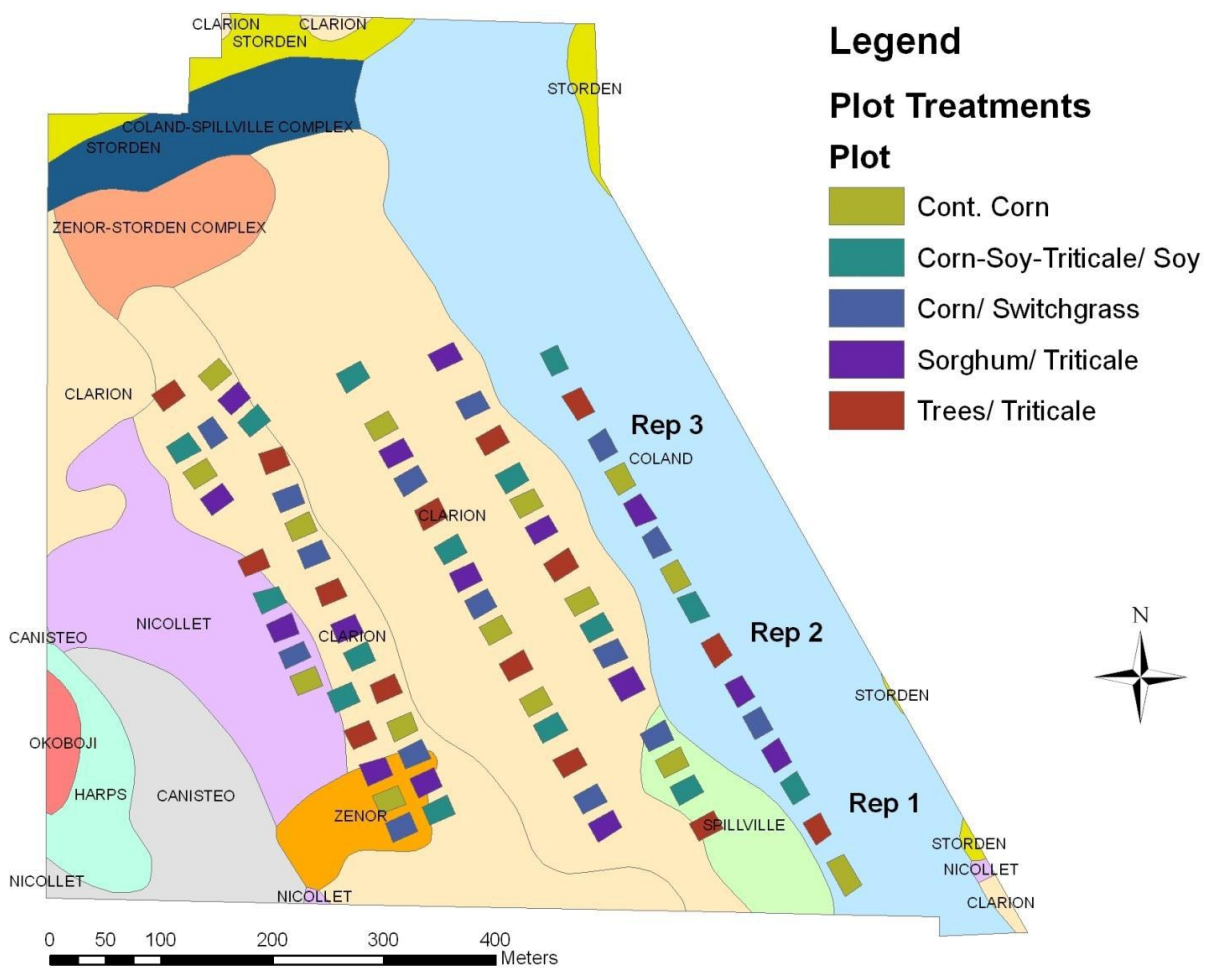 CLARION
CLARION
STORDEN
STORDEN
COLAND-SPILLVILLE COMPLEX
STORDEN
ZENOR-STORDEN COMPLEX
CLARION
Rep 3
COLAND
CLARION
NICOLLET
CANISTEO
CLARION
Rep 2
STORDEN
OKOBOJI
HARPS
CANISTEO
ZENOR
Rep 1
SPILLVILLE
STORDEN
NICOLLET
CLARION
NICOLLET
NICOLLET
0 50 100 200 300 400
Meters
Legend
Plot Treatments
Plot
Cont. Corn
Corn-Soy-Triticale/ Soy
Corn/ Switchgrass
Sorghum/ Triticale
Trees/ Triticale
N